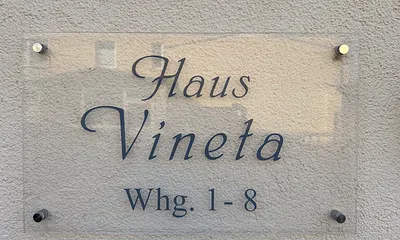 Haus
Vineta
Whg. 1 - 8